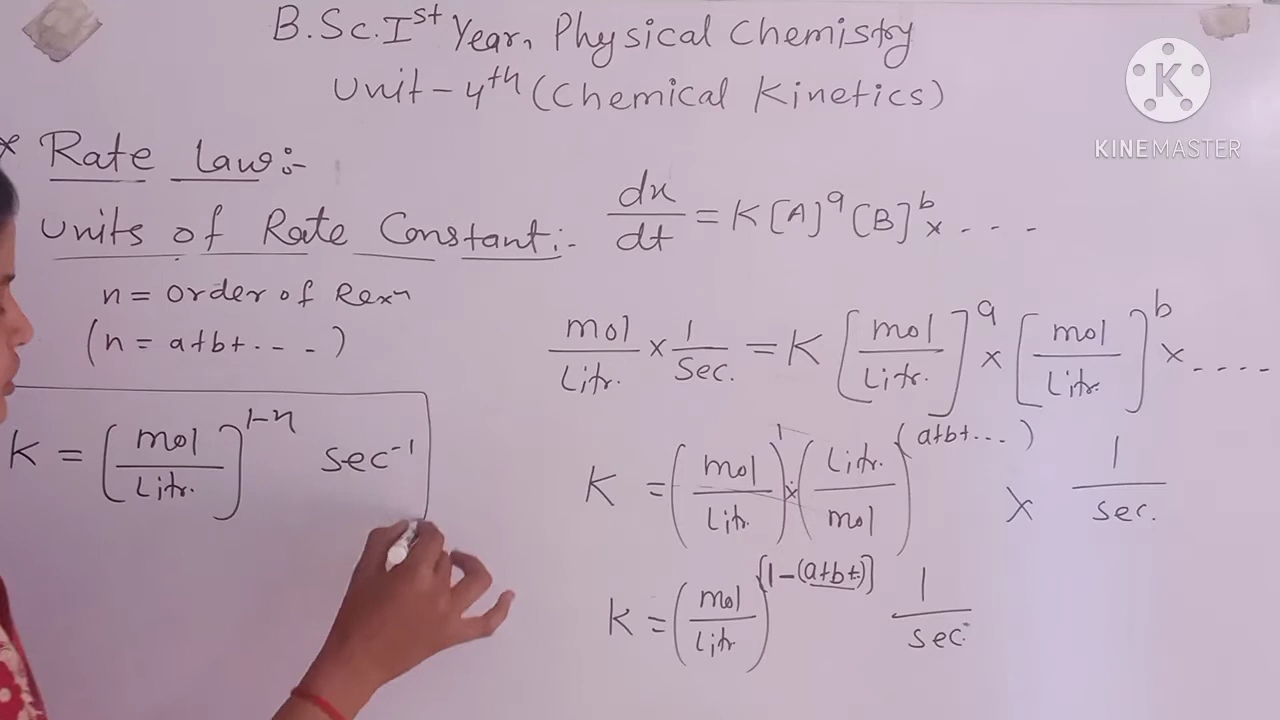 B.Sc. Ist Year, Physical Chemistry
Unit-4th (Chemical Kinetics)
K
KINEMASTER
* Rate Law:-
Units of Rate Constant:-
n = Order of Rexn
(n = a+b+----)
K = [mol/Litr.]^1-n sec^-1
dx/dt = K[A]^a [B]^b × ----
mol/Litr. × 1/Sec. = K [mol/Litr.]^a × [mol/Litr.]^b × ----
K = (mol/Litr.)^1 × (Litr./mol)^(a+b+...) × 1/sec.
K = (mol/Litr)^[1-(a+b+)] 1/sec.